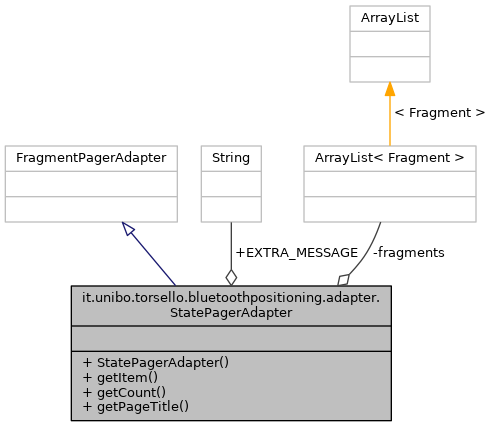 ArrayList
< Fragment >
FragmentPagerAdapter
String
ArrayList< Fragment >
+EXTRA_MESSAGE
-fragments
it.unibo.torsello.bluetoothpositioning.adapter.
StatePagerAdapter
+ StatePagerAdapter()
+ getItem()
+ getCount()
+ getPageTitle()